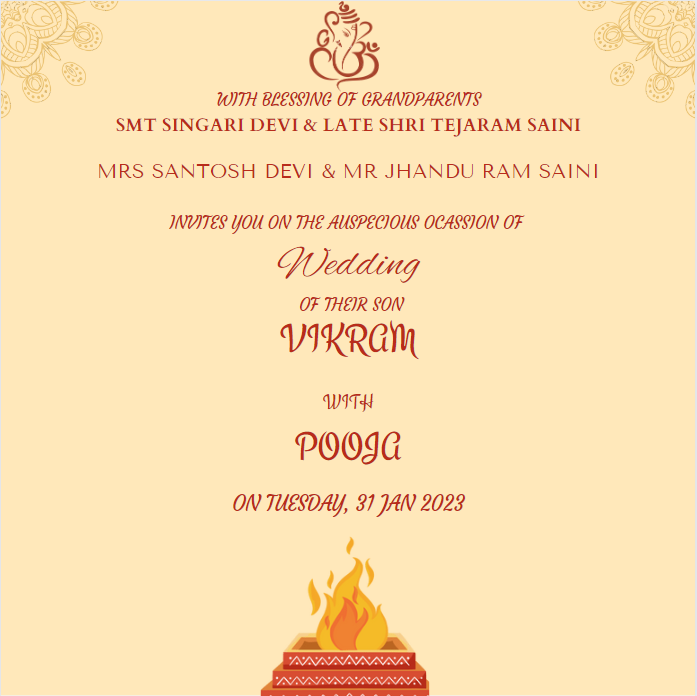 WITH BLESSING OF GRANDPARENTS
SMT SINGARI DEVI & LATE SHRI TEJARAM SAINI
MRS SANTOSH DEVI & MR JHANDU RAM SAINI
INVITES YOU ON THE AUSPECIOUS OCASSION OF
Wedding
OF THEIR SON
VIKRAM
WITH
POOJA
ON TUESDAY, 31 JAN 2023